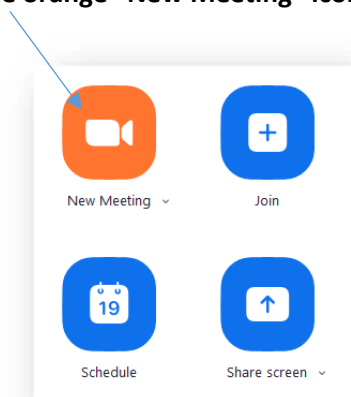 orange "New Meeting"
New Meeting
Join
19
Schedule
Share screen